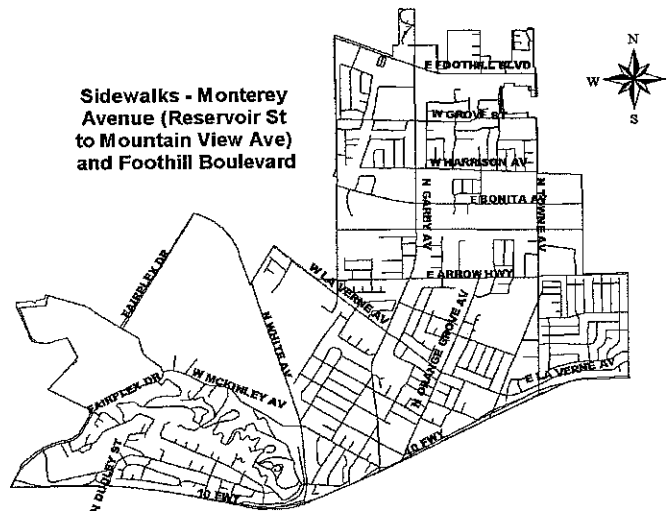 Sidewalks - Monterey
Avenue (Reservoir St
to Mountain View Ave)
and Foothill Boulevard
N
W
E
S
E FOOTHILL BLVD
W GROVE ST
W HARRISON AV
N GAREY AV
N TOWNE AV
E BONITA AV
E ARROW HWY
W LA VERNE AV
FAIRPLEX DR
N WHITE AV
N ORANGE GROVE AV
E LA VERNE AV
W MCKINLEY AV
FAIRPLEX DR
N DUDLEY ST
10 FWY
10 FWY